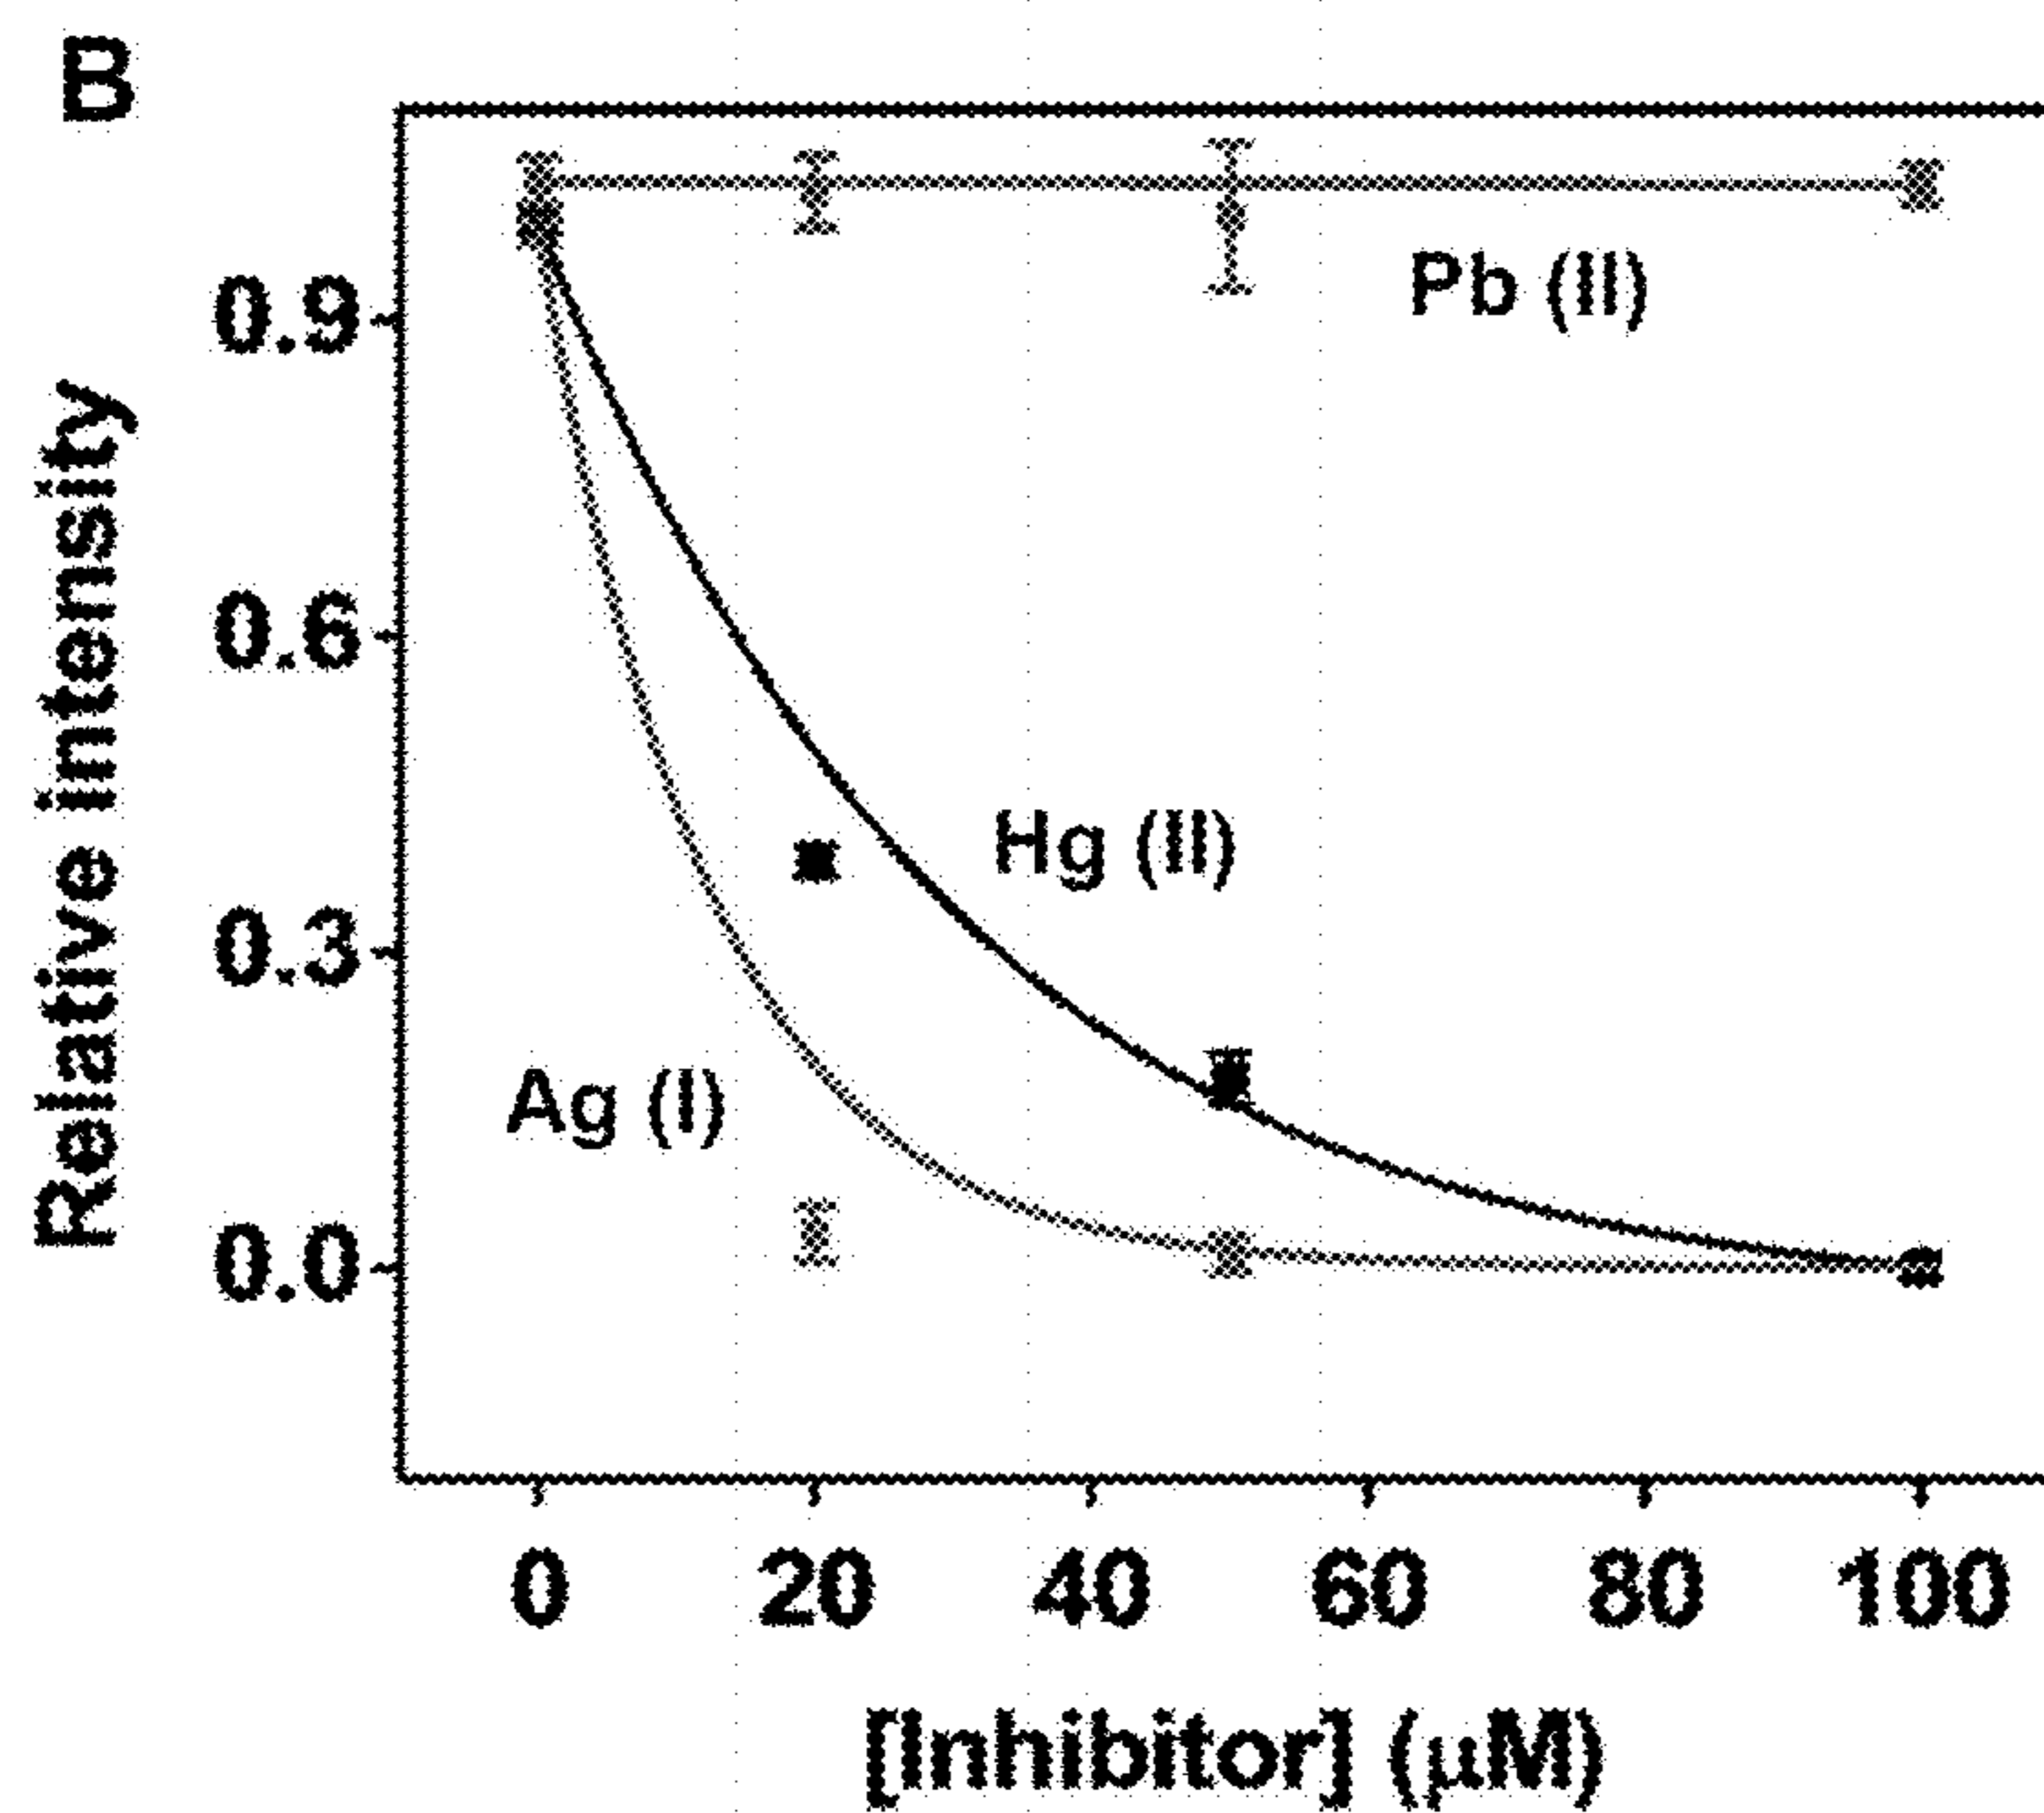 B
Relative intensity
0.9
0.6
0.3
0.0
Pb (II)
Hg (II)
Ag (I)
0 20 40 60 80 100
[Inhibitor] (µM)